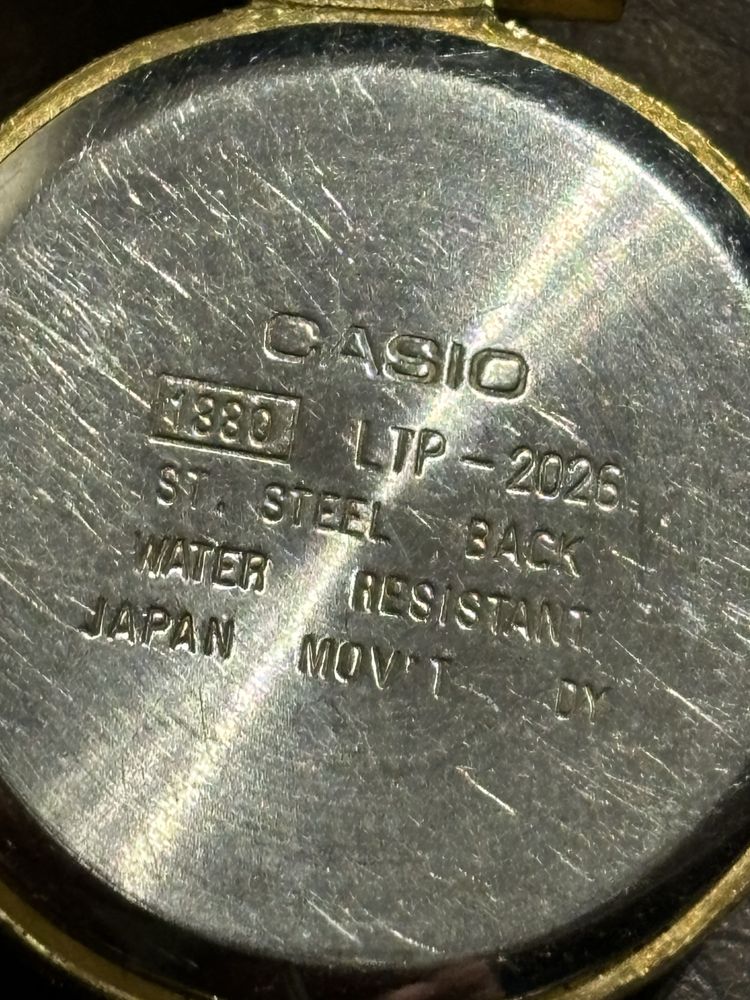 CASIO
1330 LTP-2026
ST. STEEL BACK
WATER RESISTANT
JAPAN MOV'T DY